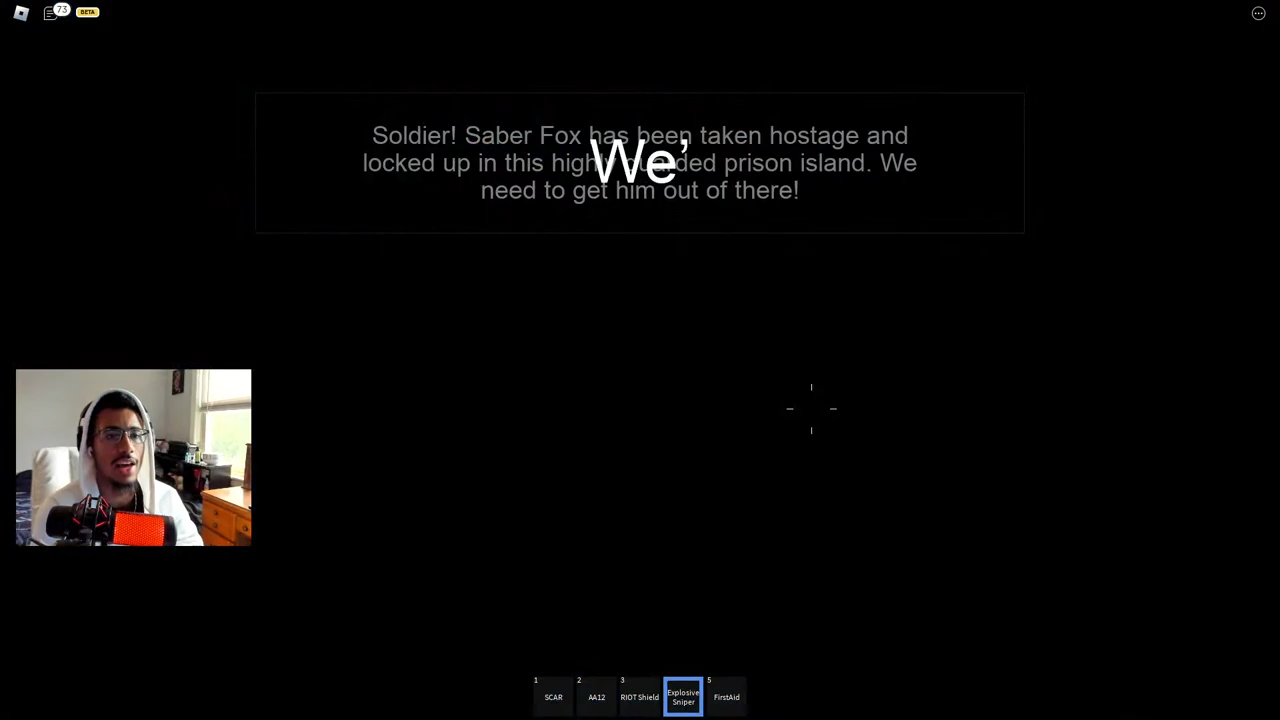 73
BETA
Soldier! Saber Fox has been taken hostage and
locked up in this highly guarded prison island. We
need to get him out of there!
We’
1
SCAR
2
AA12
3
RIOT Shield
Explosive
Sniper
5
FirstAid